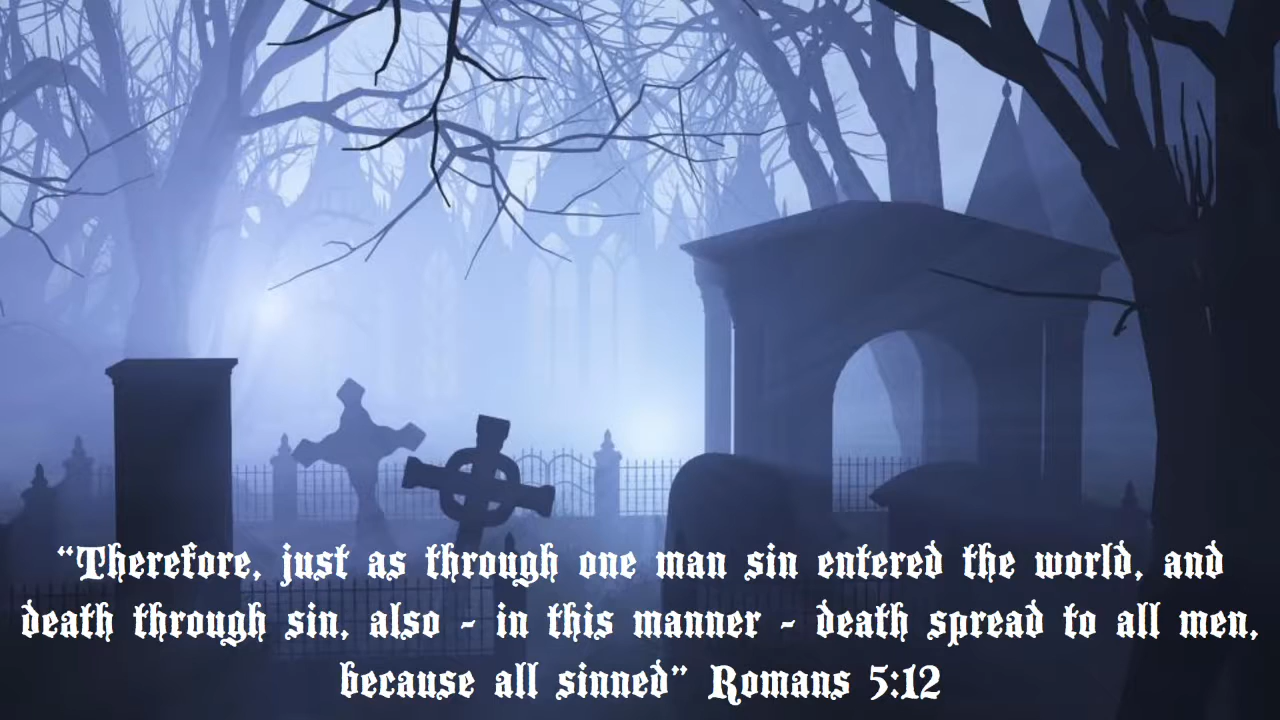 “Therefore, just as through one man sin entered the world, and
death through sin, also - in this manner - death spread to all men,
because all sinned” Romans 5:12